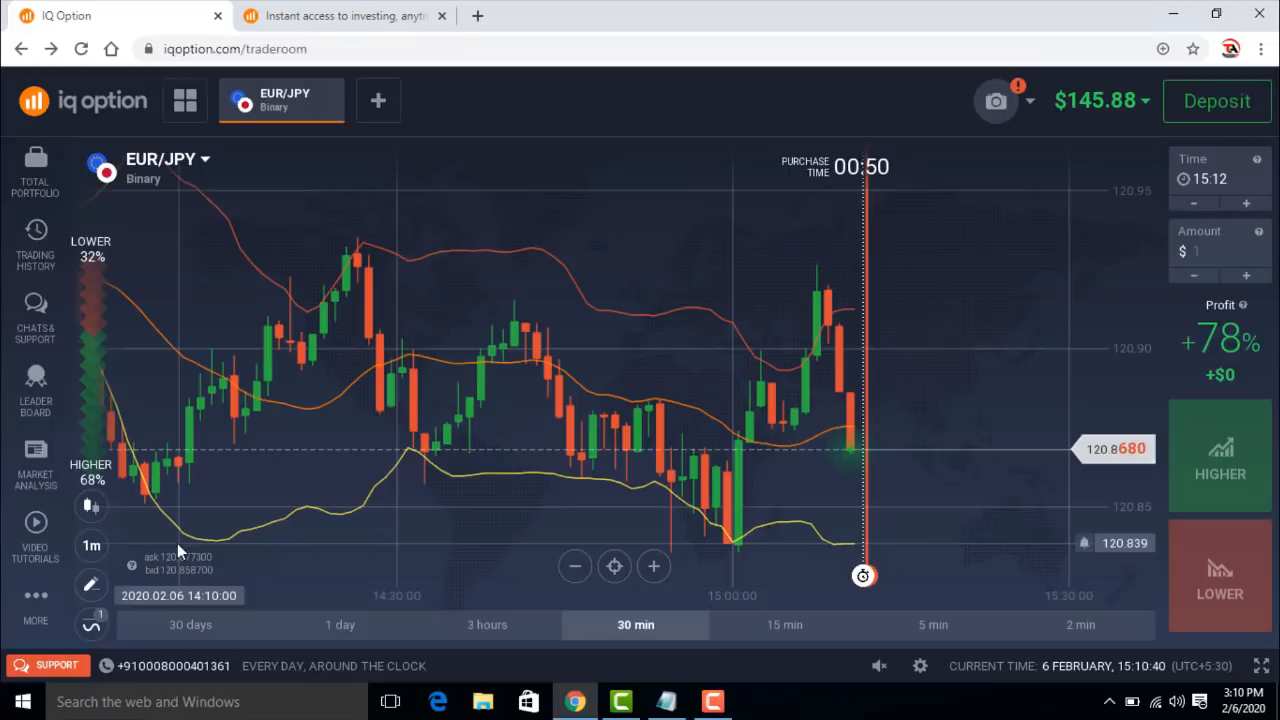 IQ Option
Instant access to investing, anyti
iqoption.com/traderoom
iq option
EUR/JPY
Binary
$145.88
Deposit
EUR/JPY
Binary
PURCHASE
TIME
00:50
Time
15:12
Amount
$ 1
Profit
+78%
+$0
HIGHER
LOWER
TOTAL
PORTFOLIO
TRADING
HISTORY
CHATS &
SUPPORT
LEADER
BOARD
MARKET
ANALYSIS
VIDEO
TUTORIALS
MORE
LOWER
32%
HIGHER
68%
1m
1
bid 120.858700
120.95
120.90
120.8680
120.85
120.839
2020.02.06 14:10:00
14:30:00
15:00:00
15:30:00
30 days
1 day
3 hours
30 min
15 min
5 min
2 min
SUPPORT
+910008000401361
EVERY DAY, AROUND THE CLOCK
CURRENT TIME: 6 FEBRUARY, 15:10:40 (UTC+5:30)
Search the web and Windows
3:10 PM
2/6/2020